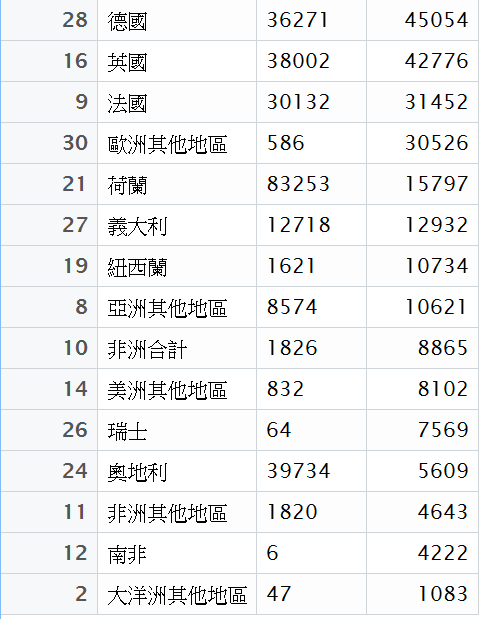 28 德國 36271 45054
16 英國 38002 42776
9 法國 30132 31452
30 歐洲其他地區 586 30526
21 荷蘭 83253 15797
27 義大利 12718 12932
19 紐西蘭 1621 10734
8 亞洲其他地區 8574 10621
10 非洲合計 1826 8865
14 美洲其他地區 832 8102
26 瑞士 64 7569
24 奧地利 39734 5609
11 非洲其他地區 1820 4643
12 南非 6 4222
2 大洋洲其他地區 47 1083